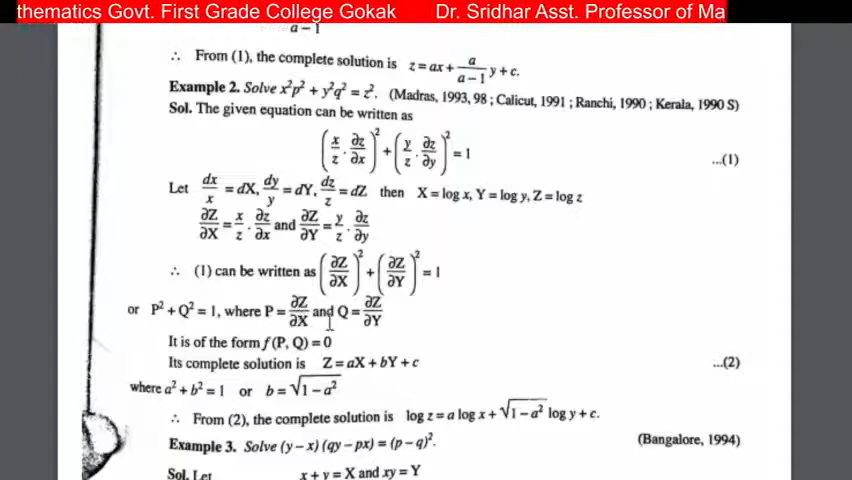 thematics Govt. First Grade College Gokak Dr. Sridhar Asst. Professor of Ma
a – 1
∴ From (1), the complete solution is z = ax + a/(a – 1) y + c.
Example 2. Solve x²p² + y²q² = z². (Madras, 1993, 98 ; Calicut, 1991 ; Ranchi, 1990 ; Kerala, 1990 S)
Sol. The given equation can be written as
(x/z · ∂z/∂x)² + (y/z · ∂z/∂y)² = 1 ...(1)
Let dx/x = dX, dy/y = dY, dz/z = dZ then X = log x, Y = log y, Z = log z
∂Z/∂X = x/z · ∂z/∂x and ∂Z/∂Y = y/z · ∂z/∂y
∴ (1) can be written as (∂Z/∂X)² + (∂Z/∂Y)² = 1
or P² + Q² = 1, where P = ∂Z/∂X and Q = ∂Z/∂Y
It is of the form f (P, Q) = 0
Its complete solution is Z = aX + bY + c ...(2)
where a² + b² = 1 or b = √(1 – a²)
∴ From (2), the complete solution is log z = a log x + √(1 – a²) log y + c.
Example 3. Solve (y – x) (qy – px) = (p – q)². (Bangalore, 1994)
Sol. Let x + y = X and xy = Y